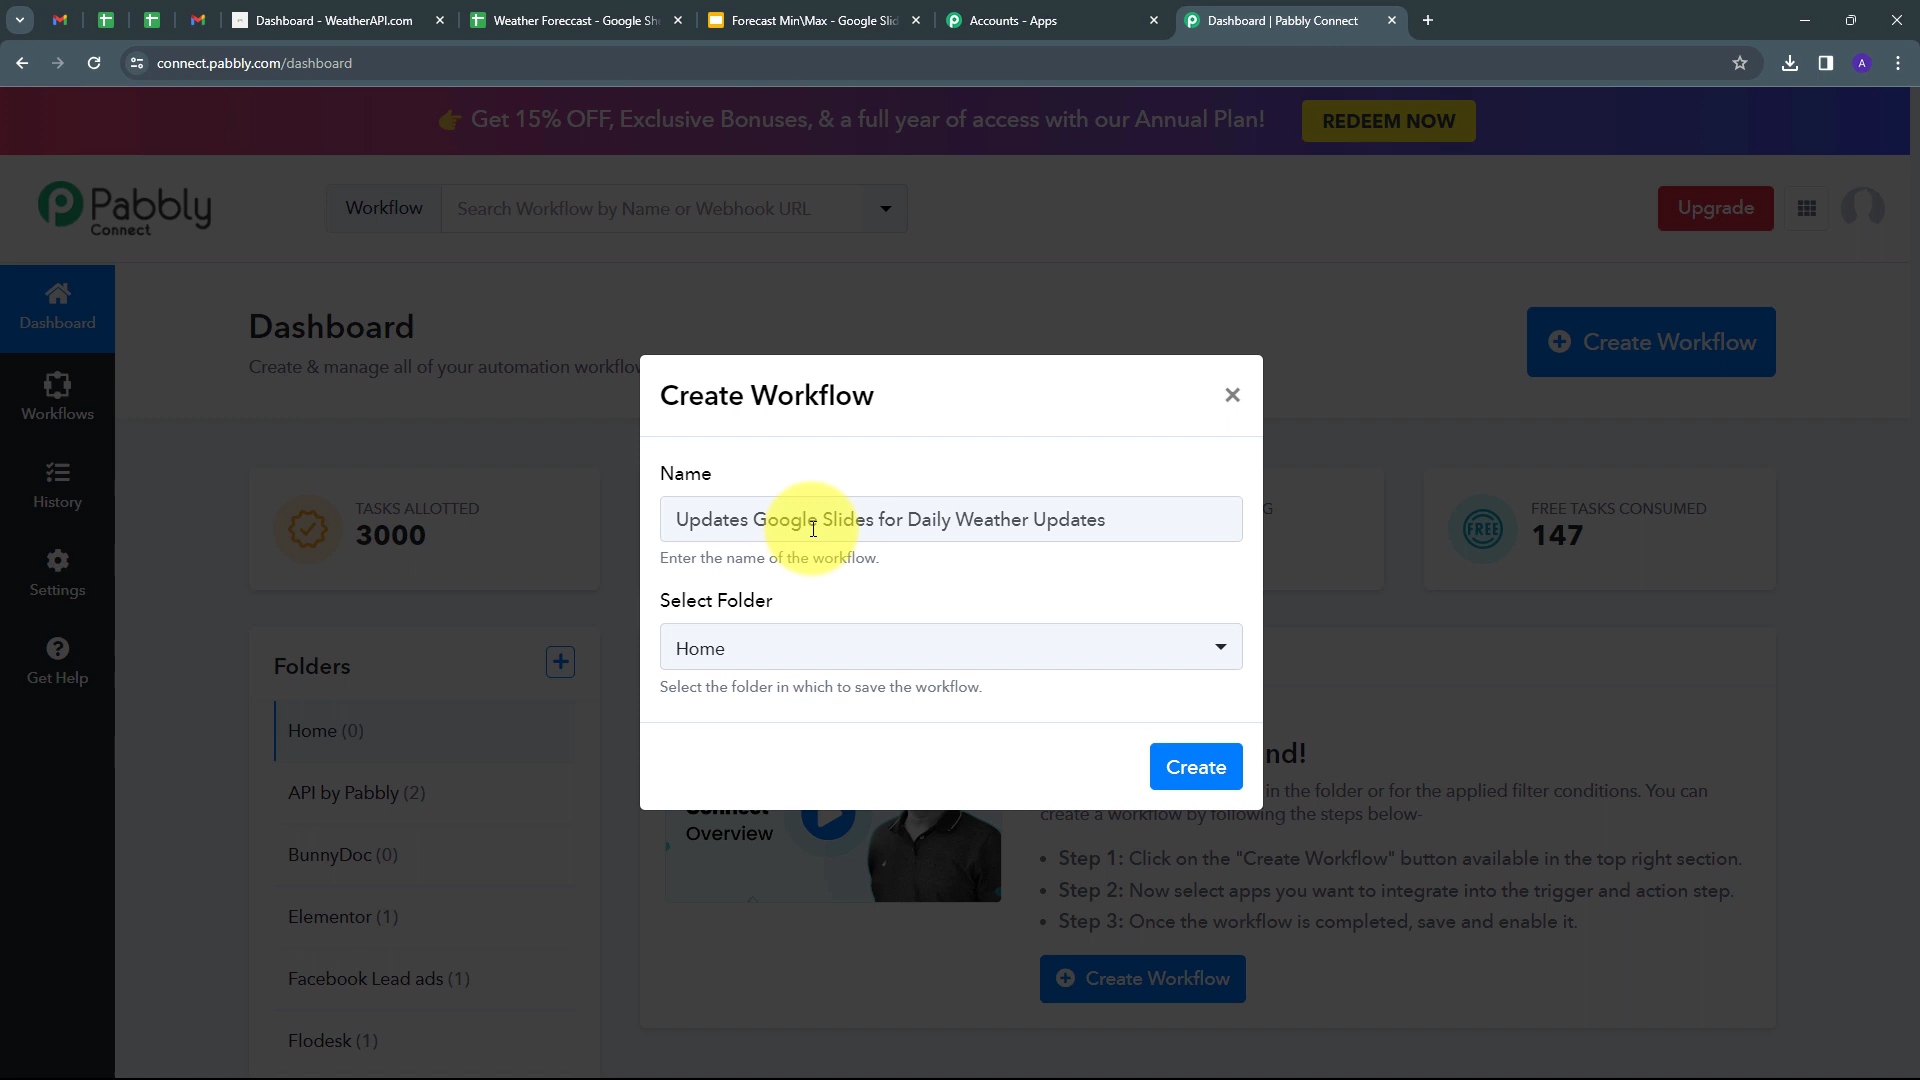 Dashboard - WeatherAPI.com
Weather Foreccast - Google She
Forecast Min\Max - Google Slid
Accounts - Apps
Dashboard | Pabbly Connect
connect.pabbly.com/dashboard
A
Get 15% OFF, Exclusive Bonuses, & a full year of access with our Annual Plan!
REDEEM NOW
Pabbly
Connect
Workflow
Search Workflow by Name or Webhook URL
Upgrade
Dashboard
Workflows
History
Settings
Get Help
Dashboard
Create & manage all of your automation workflow
Create Workflow
TASKS ALLOTTED
3000
G
FREE
FREE TASKS CONSUMED
147
Folders
Home (0)
API by Pabbly (2)
BunnyDoc (0)
Elementor (1)
Facebook Lead ads (1)
Flodesk (1)
Create Workflow
Name
Updates Google Slides for Daily Weather Updates
Enter the name of the workflow.
Select Folder
Home
Select the folder in which to save the workflow.
Create
Connect
Overview
nd!
in the folder or for the applied filter conditions. You can
create a workflow by following the steps below-
• Step 1: Click on the "Create Workflow" button available in the top right section.
• Step 2: Now select apps you want to integrate into the trigger and action step.
• Step 3: Once the workflow is completed, save and enable it.
Create Workflow